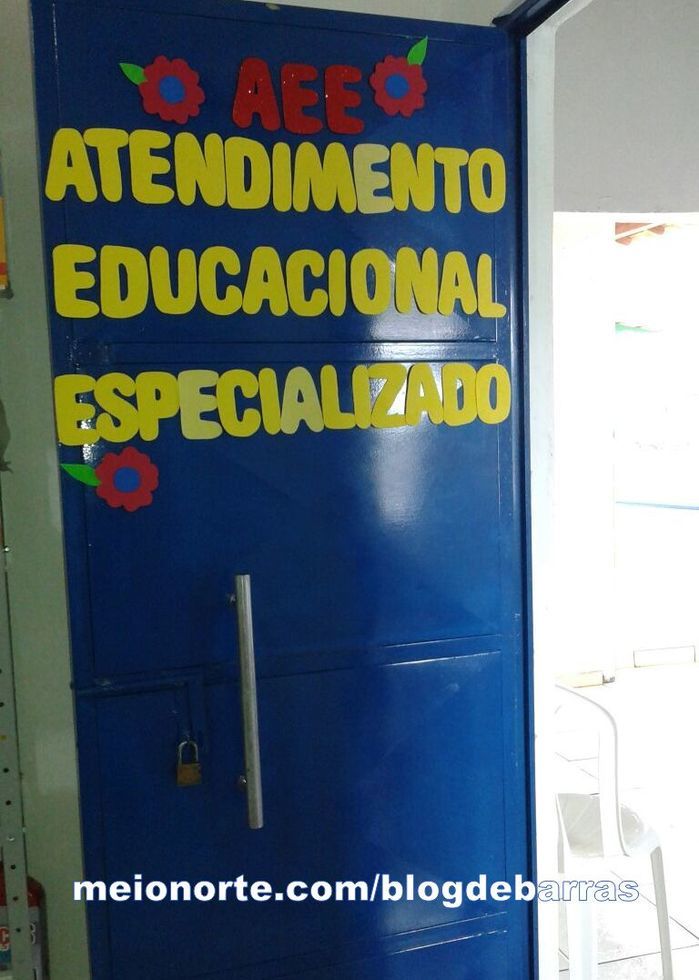 AEE
ATENDIMENTO
EDUCACIONAL
ESPECIALIZADO
meionorte.com/blogdebarras